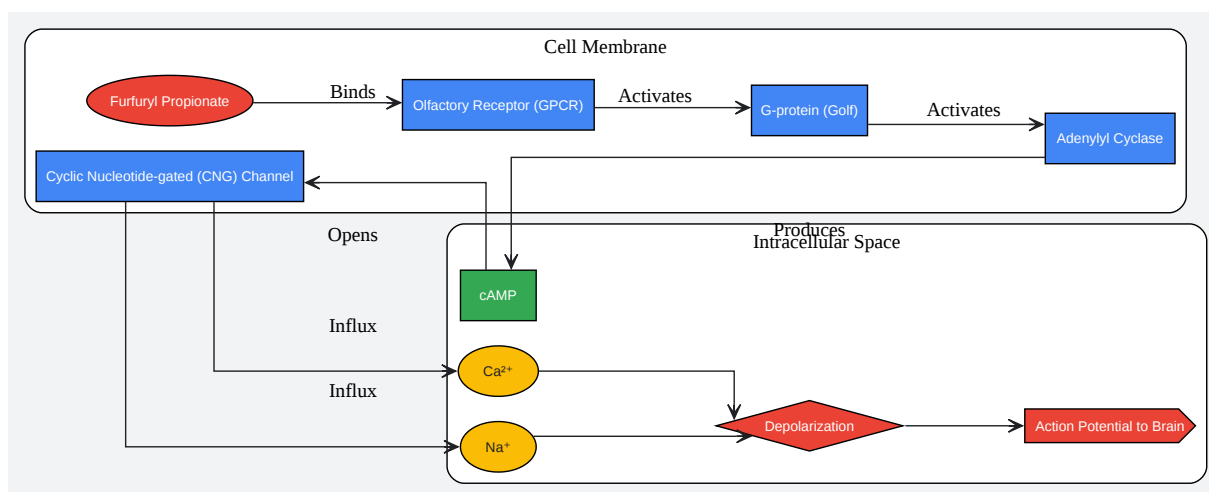 Cell Membrane
Furfuryl Propionate
Binds
Olfactory Receptor (GPCR)
Activates
G-protein (Golf)
Activates
Adenylyl Cyclase
Cyclic Nucleotide-gated (CNG) Channel
Opens
Produces
Intracellular Space
cAMP
Influx
Ca²⁺
Influx
Na⁺
Depolarization
Action Potential to Brain